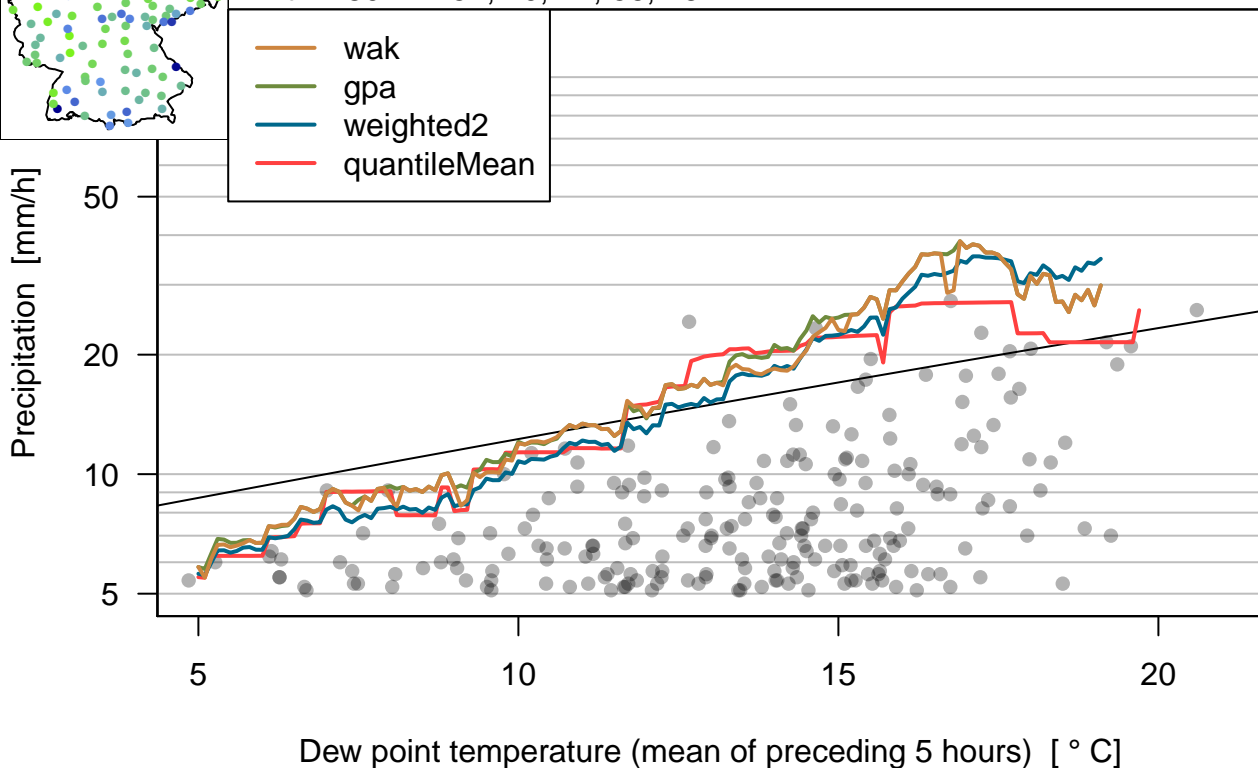 wak
gpa
weighted2
quantileMean
Precipitation [mm/h]
50
20
10
5
5
10
15
20
Dew point temperature (mean of preceding 5 hours) [ ° C]